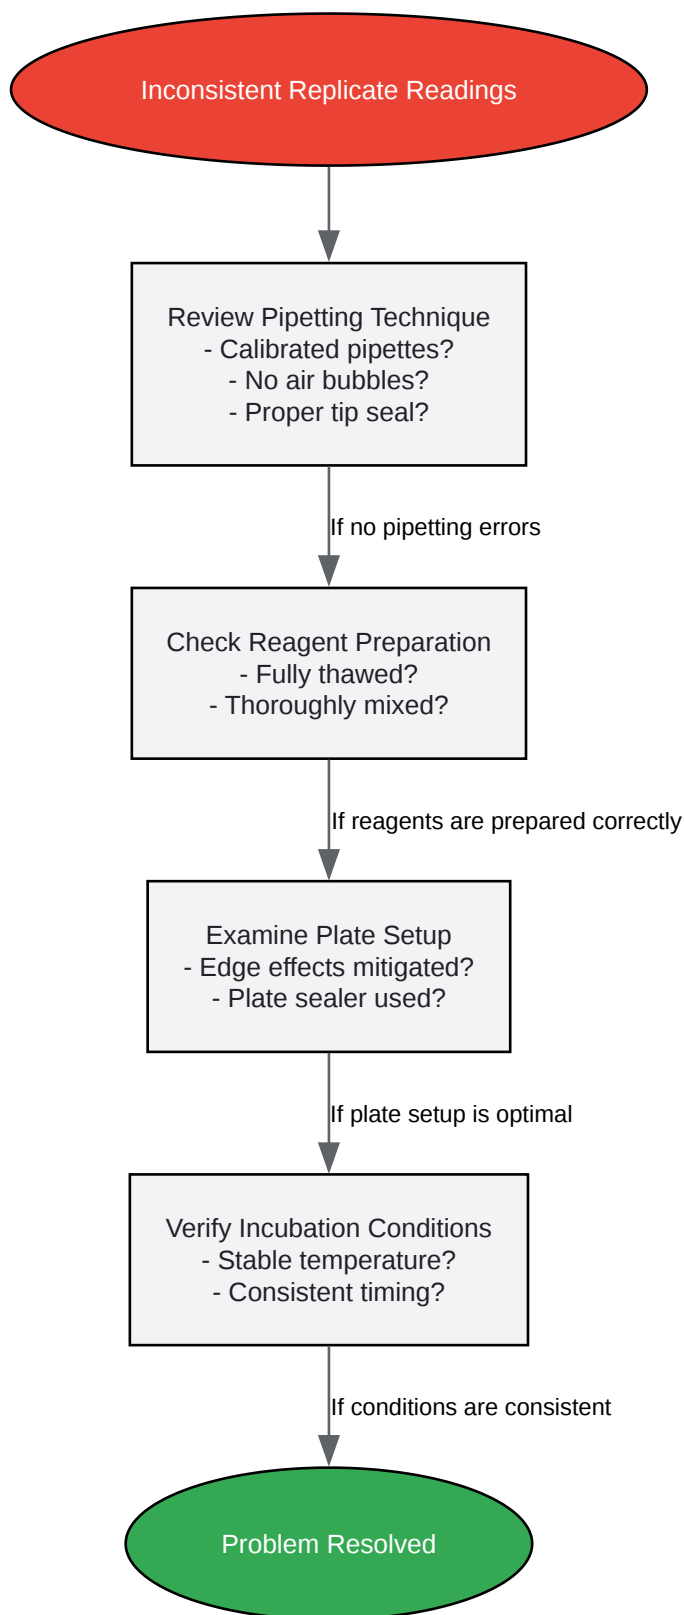 Inconsistent Replicate Readings
Review Pipetting Technique
- Calibrated pipettes?
- No air bubbles?
- Proper tip seal?
If no pipetting errors
Check Reagent Preparation
- Fully thawed?
- Thoroughly mixed?
If reagents are prepared correctly
Examine Plate Setup
- Edge effects mitigated?
- Plate sealer used?
If plate setup is optimal
Verify Incubation Conditions
- Stable temperature?
- Consistent timing?
If conditions are consistent
Problem Resolved